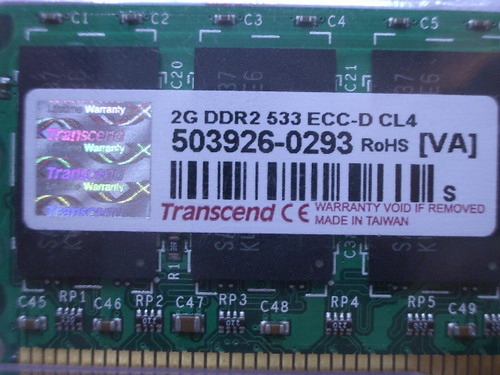 C1 C2 C3 C4 C5
C20 C21
Lifetime Warranty
Transcend
Warranty
Transcend
Warranty
Transcend
2G DDR2 533 ECC-D CL4
503926-0293 RoHS [VA]
S
Transcend CE WARRANTY VOID IF REMOVED
MADE IN TAIWAN
R1
C45 RP1 C46 RP2 C47 RP3 C48 RP4 RP5 C49